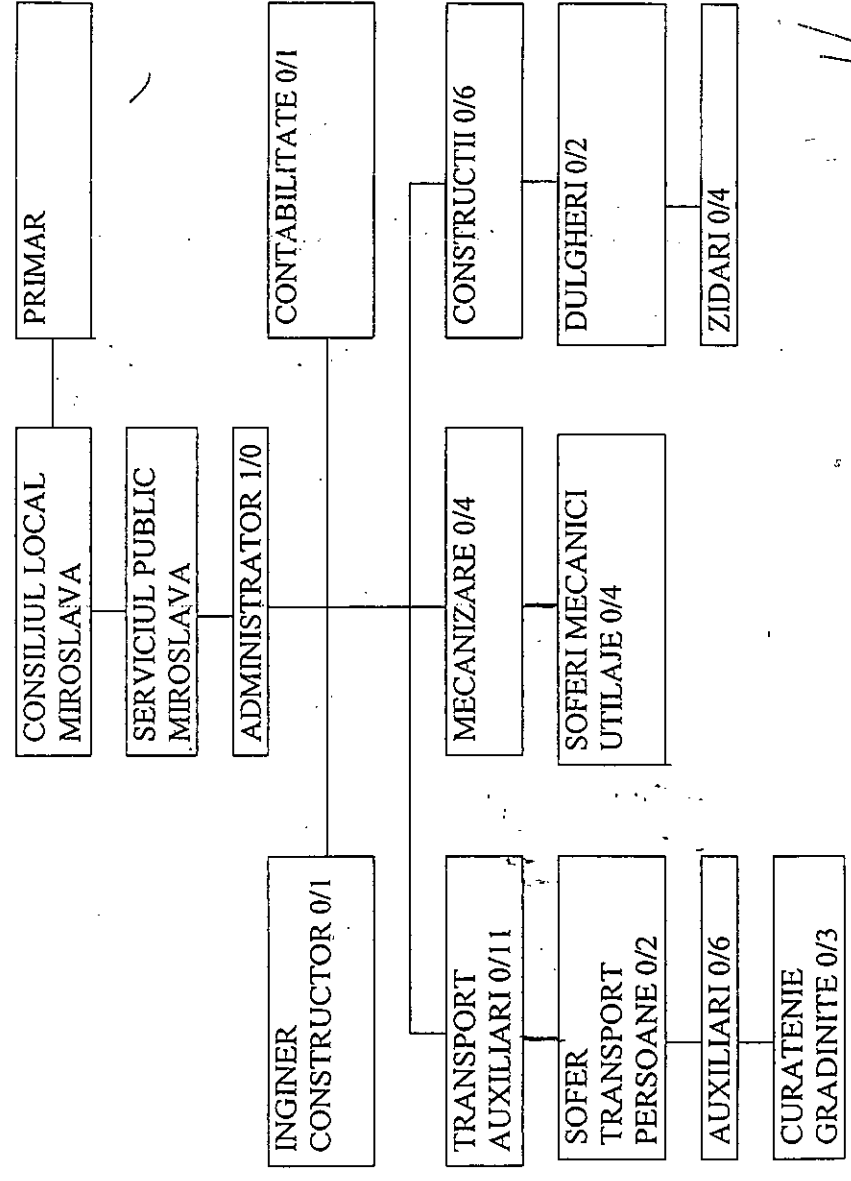 CONSILIUL LOCAL
MIROSLAVA
PRIMAR
SERVICIUL PUBLIC
MIROSLAVA
ADMINISTRATOR 1/0
INGINER
CONSTRUCTOR 0/1
CONTABILITATE 0/1
TRANSPORT
AUXILIARI 0/11
MECANIZARE 0/4
CONSTRUCTII 0/6
SOFER
TRANSPORT
PERSOANE 0/2
SOFERI MECANICI
UTILAJE 0/4
DULGHERI 0/2
AUXILIARI 0/6
ZIDARI 0/4
CURATENIE
GRADINITE 0/3